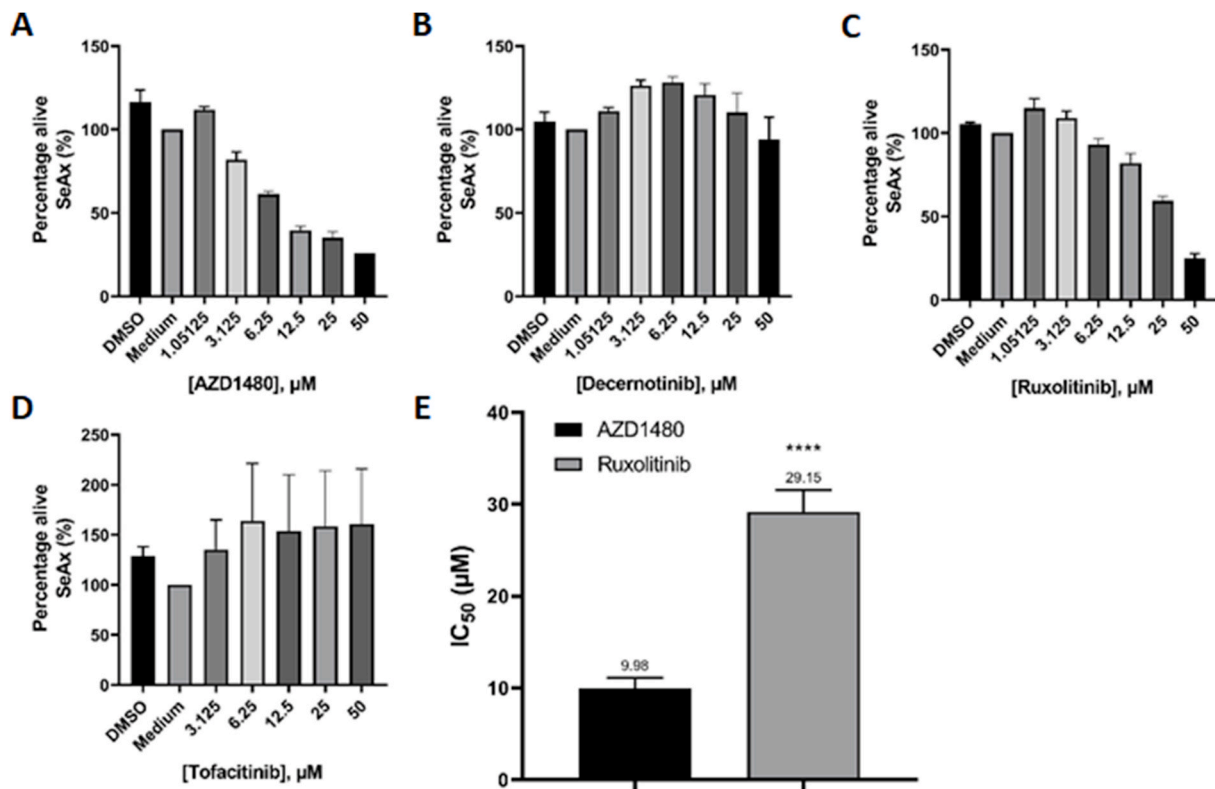 A
Percentage alive
SeAx (%)
150
100
50
0
DMSO
Medium
1.05125
3.125
6.25
12.5
25
50
[AZD1480], µM
B
Percentage alive
SeAx (%)
150
100
50
0
DMSO
Medium
1.05125
3.125
6.25
12.5
25
50
[Decernotinib], µM
C
Percentage alive
SeAx (%)
150
100
50
0
DMSO
Medium
1.05125
3.125
6.25
12.5
25
50
[Ruxolitinib], µM
D
Percentage alive
SeAx (%)
250
200
150
100
50
0
DMSO
Medium
3.125
6.25
12.5
25
50
[Tofacitinib], µM
E
IC50 (µM)
40
30
20
10
0
AZD1480
Ruxolitinib
****
29.15
9.98